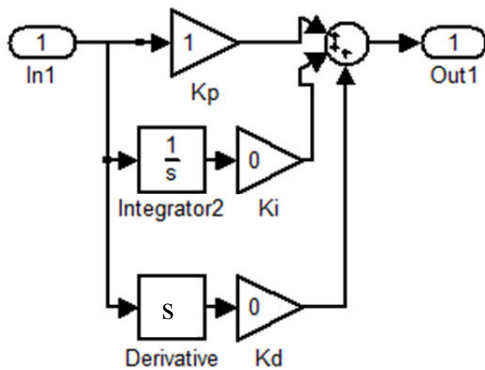 1
1
1
In1
Kp
Out1
1
s
0
Integrator2
Ki
s
0
Derivative
Kd